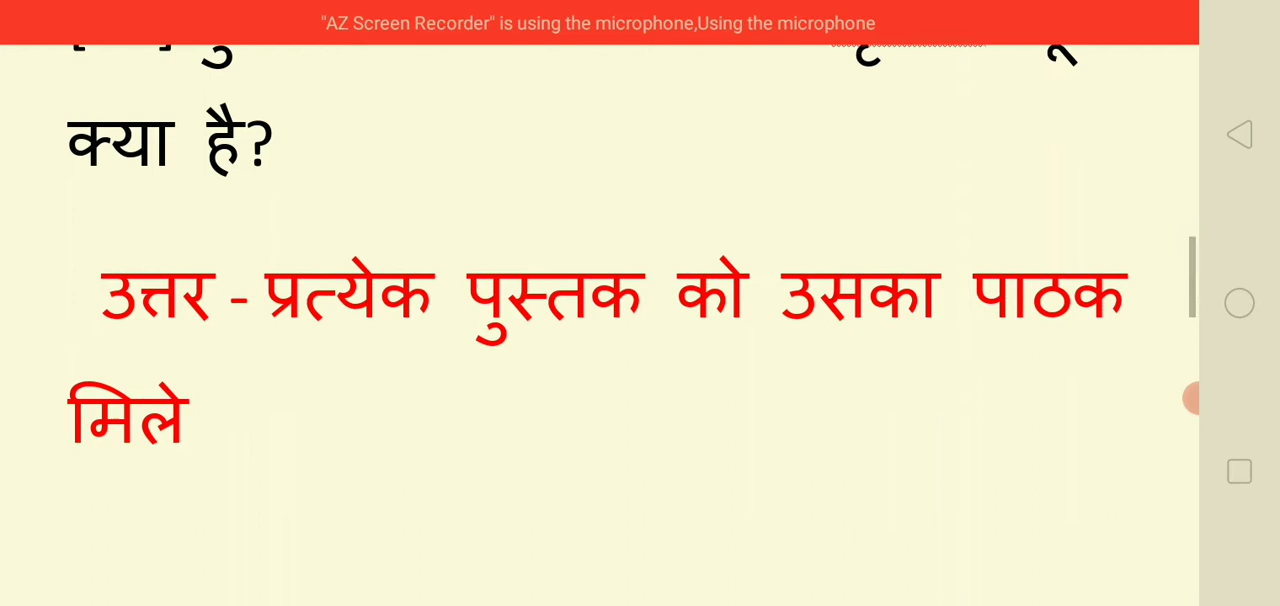 "AZ Screen Recorder" is using the microphone,Using the microphone
क्या है?
उत्तर - प्रत्येक पुस्तक को उसका पाठक
मिले